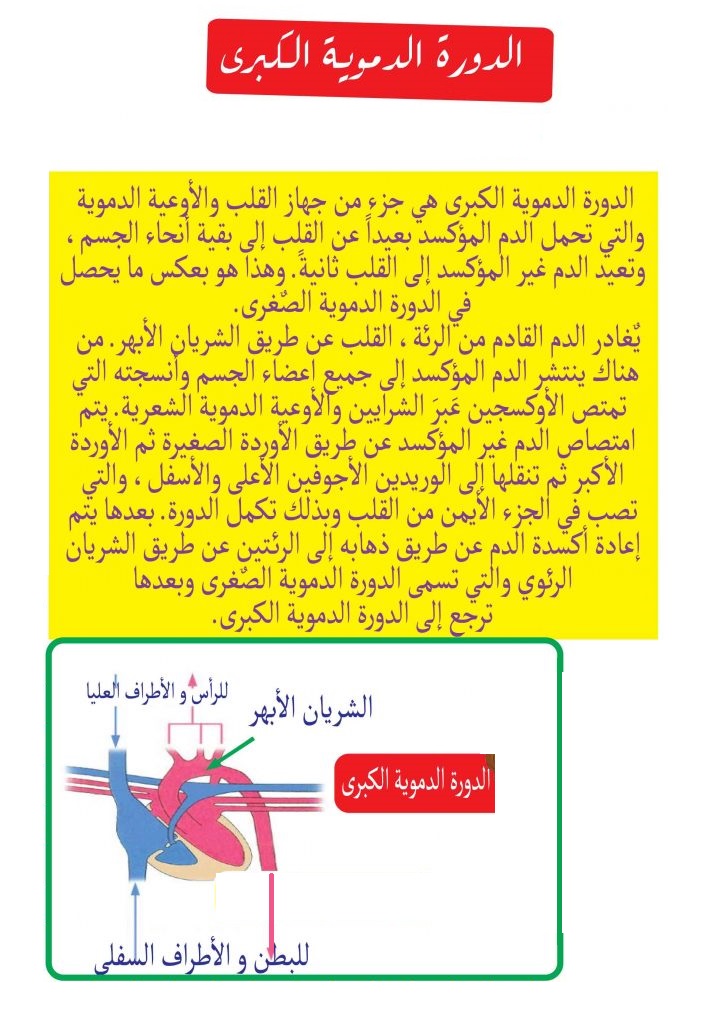 الدورة الدموية الكبرى
الدورة الدموية الكبرى هي جزء من جهاز القلب والأوعية الدموية
والتي تحمل الدم المؤكسد بعيداً عن القلب إلى بقية أنحاء الجسم ،
وتعيد الدم غير المؤكسد إلى القلب ثانيةً. وهذا هو بعكس ما يحصل
في الدورة الدموية الصٌغرى.
يٌغادر الدم القادم من الرئة ، القلب عن طريق الشريان الأبهر. من
هناك ينتشر الدم المؤكسد إلى جميع اعضاء الجسم وأنسجته التي
تمتص الأوكسجين عَبرَ الشرايين والأوعية الدموية الشعرية. يتم
امتصاص الدم غير المؤكسد عن طريق الأوردة الصغيرة ثم الأوردة
الأكبر ثم تنقلها إلى الوريدين الأجوفين الأعلى والأسفل ، والتي
تصب في الجزء الأيمن من القلب وبذلك تكمل الدورة. بعدها يتم
إعادة أكسدة الدم عن طريق ذهابه إلى الرئتين عن طريق الشريان
الرئوي والتي تسمى الدورة الدموية الصٌغرى وبعدها
ترجع إلى الدورة الدموية الكبرى.
للرأس و الأطراف العليا
الشريان الأبهر
الدورة الدموية الكبرى
للبطن و الأطراف السفلى